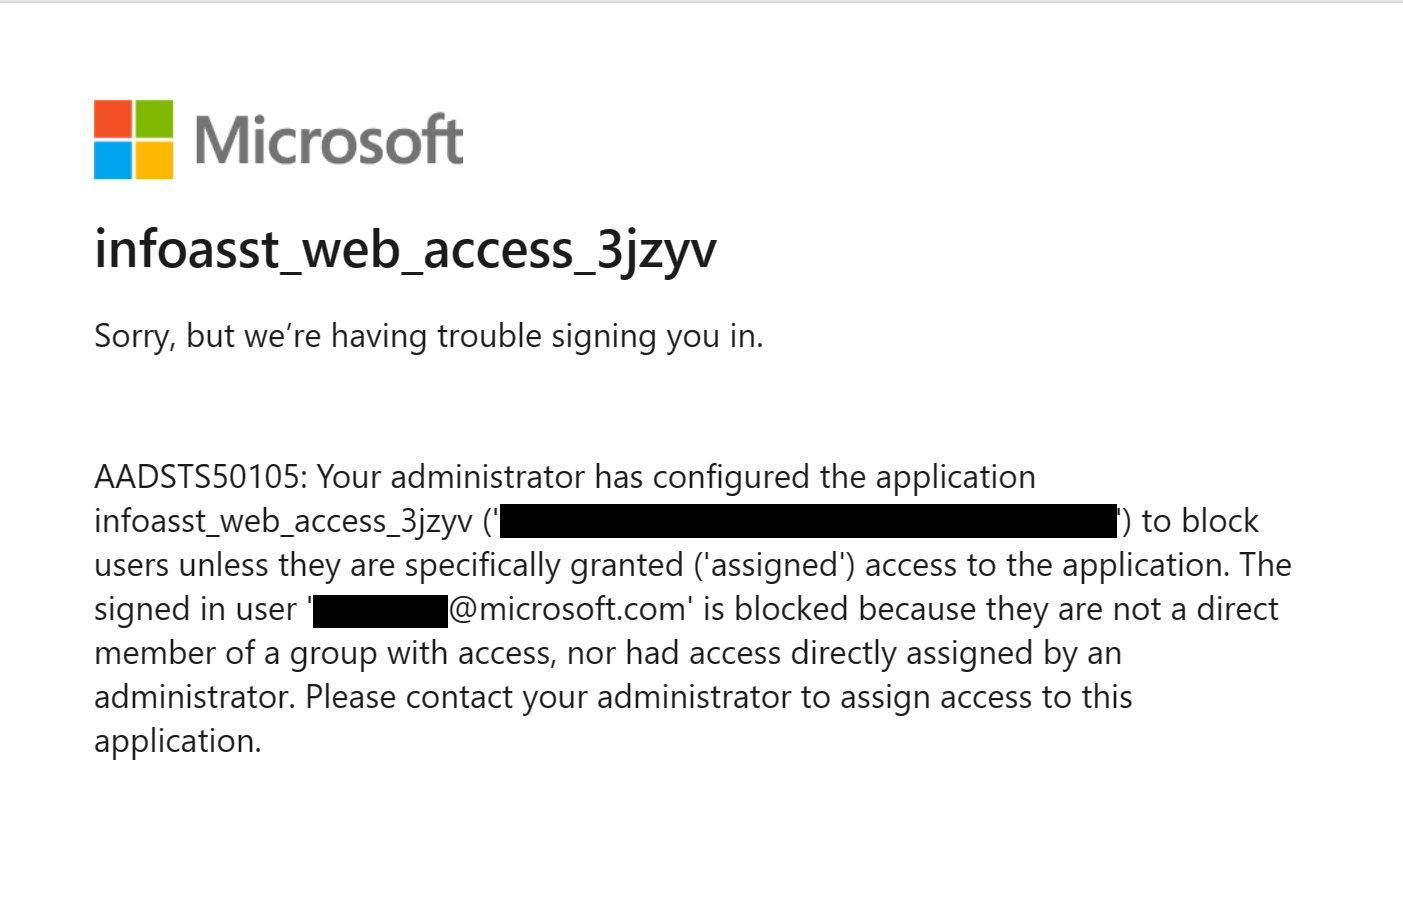 Microsoft
infoasst_web_access_3jzyv
Sorry, but we’re having trouble signing you in.
AADSTS50105: Your administrator has configured the application
infoasst_web_access_3jzyv (' ') to block
users unless they are specifically granted ('assigned') access to the application. The
signed in user ' @microsoft.com' is blocked because they are not a direct
member of a group with access, nor had access directly assigned by an
administrator. Please contact your administrator to assign access to this
application.